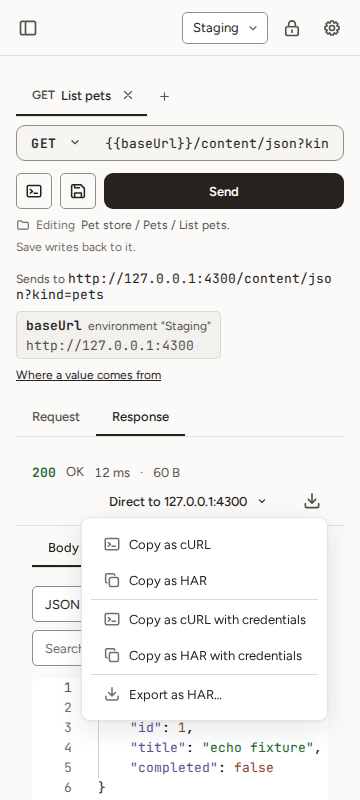 Staging
GET List pets
GET {{baseUrl}}/content/json?kin
Send
Editing Pet store / Pets / List pets.
Save writes back to it.
Sends to http://127.0.0.1:4300/content/jso
n?kind=pets
baseUrl environment "Staging"
http://127.0.0.1:4300
Where a value comes from
Request Response
200 OK 12 ms · 60 B
Direct to 127.0.0.1:4300
Body
Copy as cURL
Copy as HAR
Copy as cURL with credentials
Copy as HAR with credentials
Export as HAR...
JSON
1
2
3 "id": 1,
4 "title": "echo fixture",
5 "completed": false
6 }